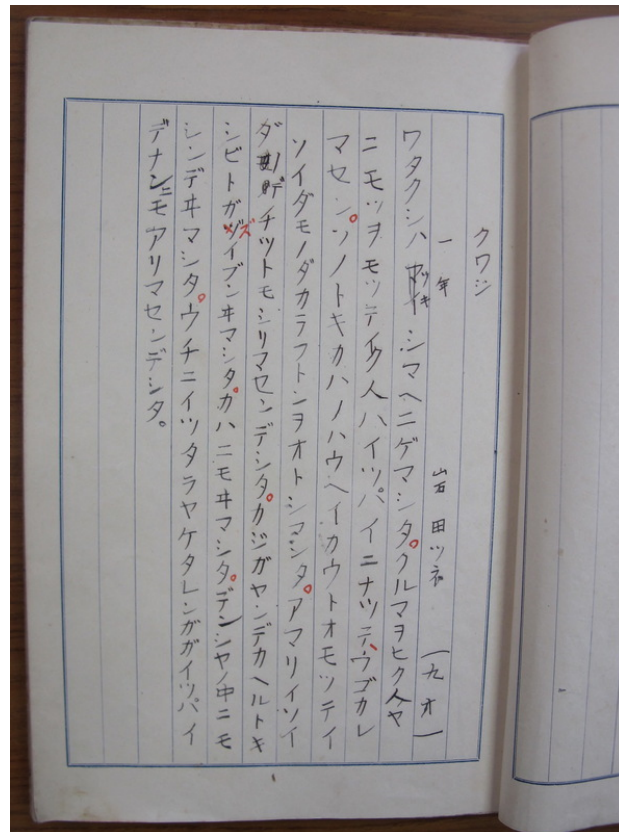 クワジ
一年 岩田ツネ (九才)
ワタクシハ ツキシマヘニゲマシタ。クルマヲヒク人ヤ
ニモツヲモツテイク人ハイツパイニナツテ、ウゴカレ
マセン。ソノトキカハノハウヘイカウトオモツテイ
ソイダモノダカラフトンヲオトシマシタ。アマリイソイ
ダ チツトモシリマセンデシタ。カジガヤンデカヘルトキ
シビトガズイブンヰマシタ。カハニモヰマシタ。デンシヤノ中ニモ
シンデヰマシタ。ウチニイツタラヤケタレンガガイツパイ
デナンニモアリマセンデシタ。